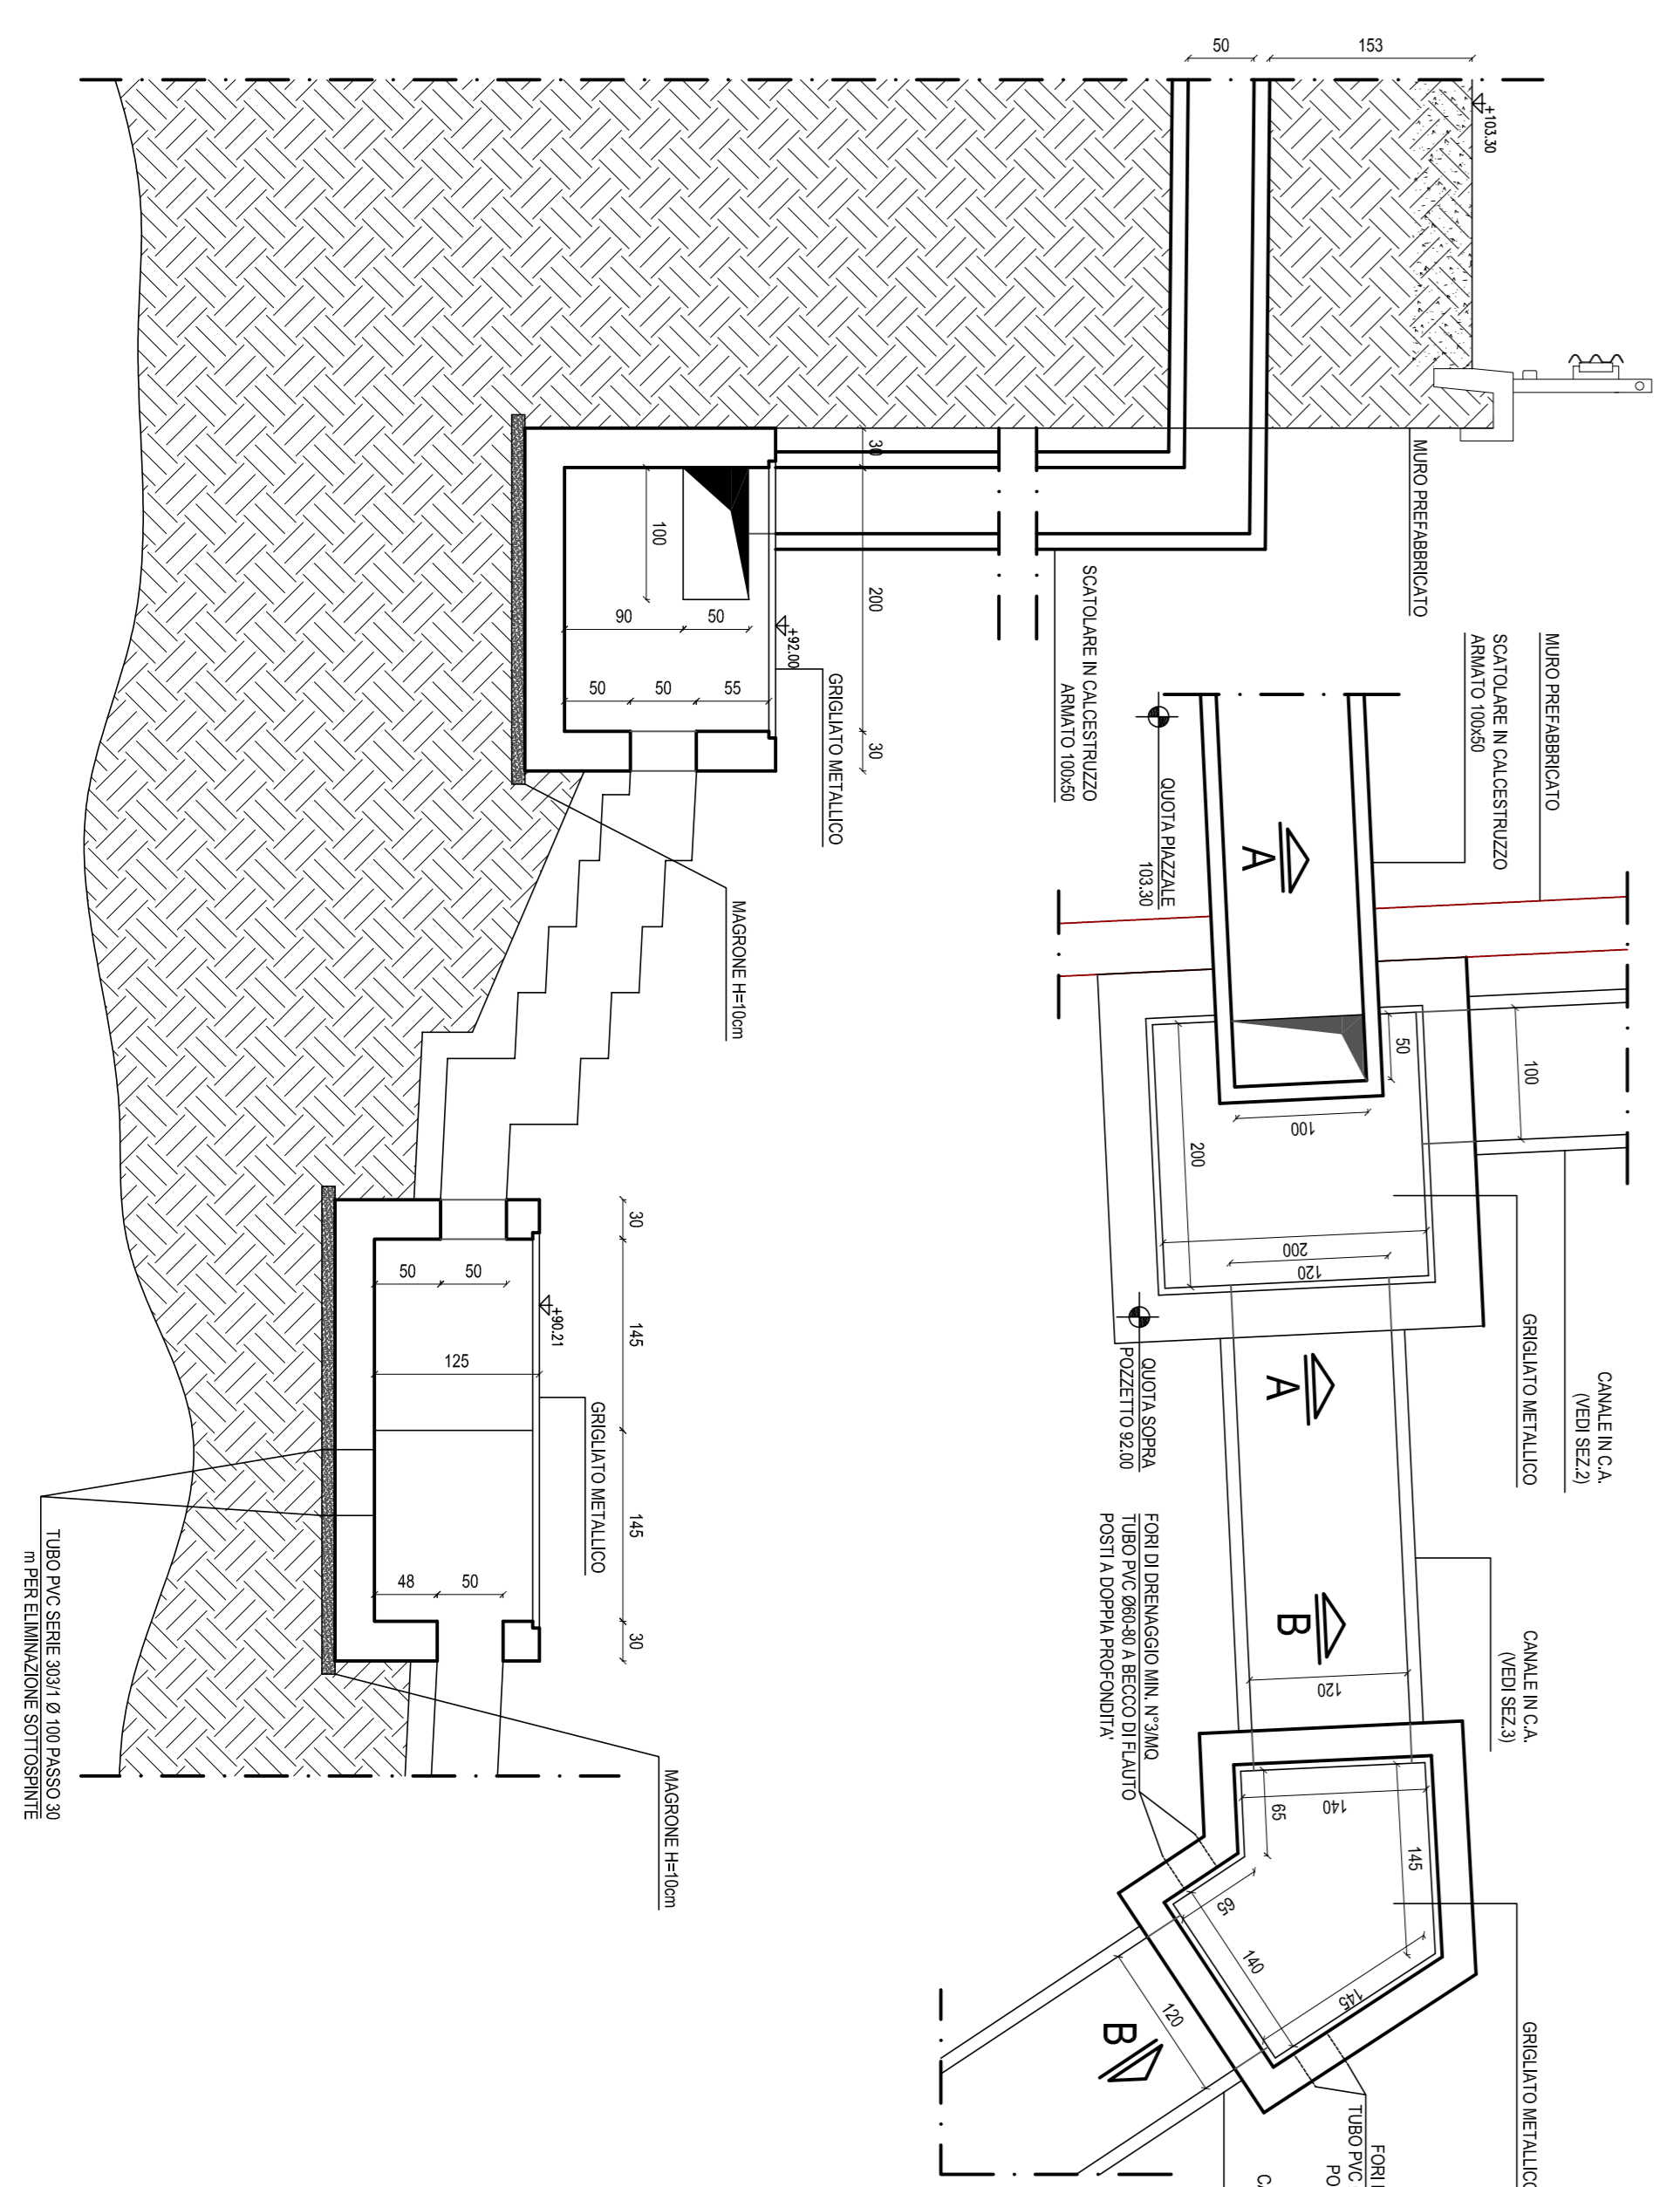 MURO PREFABBRICATO
SCATOLARE IN CALCESTRUZZO
ARMATO 100x50
CANALE IN C.A.
(VEDI SEZ.2)
GRIGLIATO METALLICO
CANALE IN C.A.
(VEDI SEZ.3)
GRIGLIATO METALLICO
100
50
100
200
200
120
A
A
B
120
140
65
145
65
140
145
120
B
QUOTA PIAZZALE
103.30
QUOTA SOPRA
POZZETTO 92.00
FORI DI DRENAGGIO MIN. N°3/MQ
TUBO PVC Ø60-80 A BECCO DI FLAUTO
POSTI A DOPPIA PROFONDITA'
TUBO PVC
+103.30
153
50
MURO PREFABBRICATO
SCATOLARE IN CALCESTRUZZO
ARMATO 100x50
30
200
30
+92.00
GRIGLIATO METALLICO
100
90
50
50
50
55
MAGRONE H=10cm
30
145
145
30
+90.21
GRIGLIATO METALLICO
50
50
125
48
50
MAGRONE H=10cm
TUBO PVC SERIE 303/1 Ø 100 PASSO 30
m PER ELIMINAZIONE SOTTOSPINTE